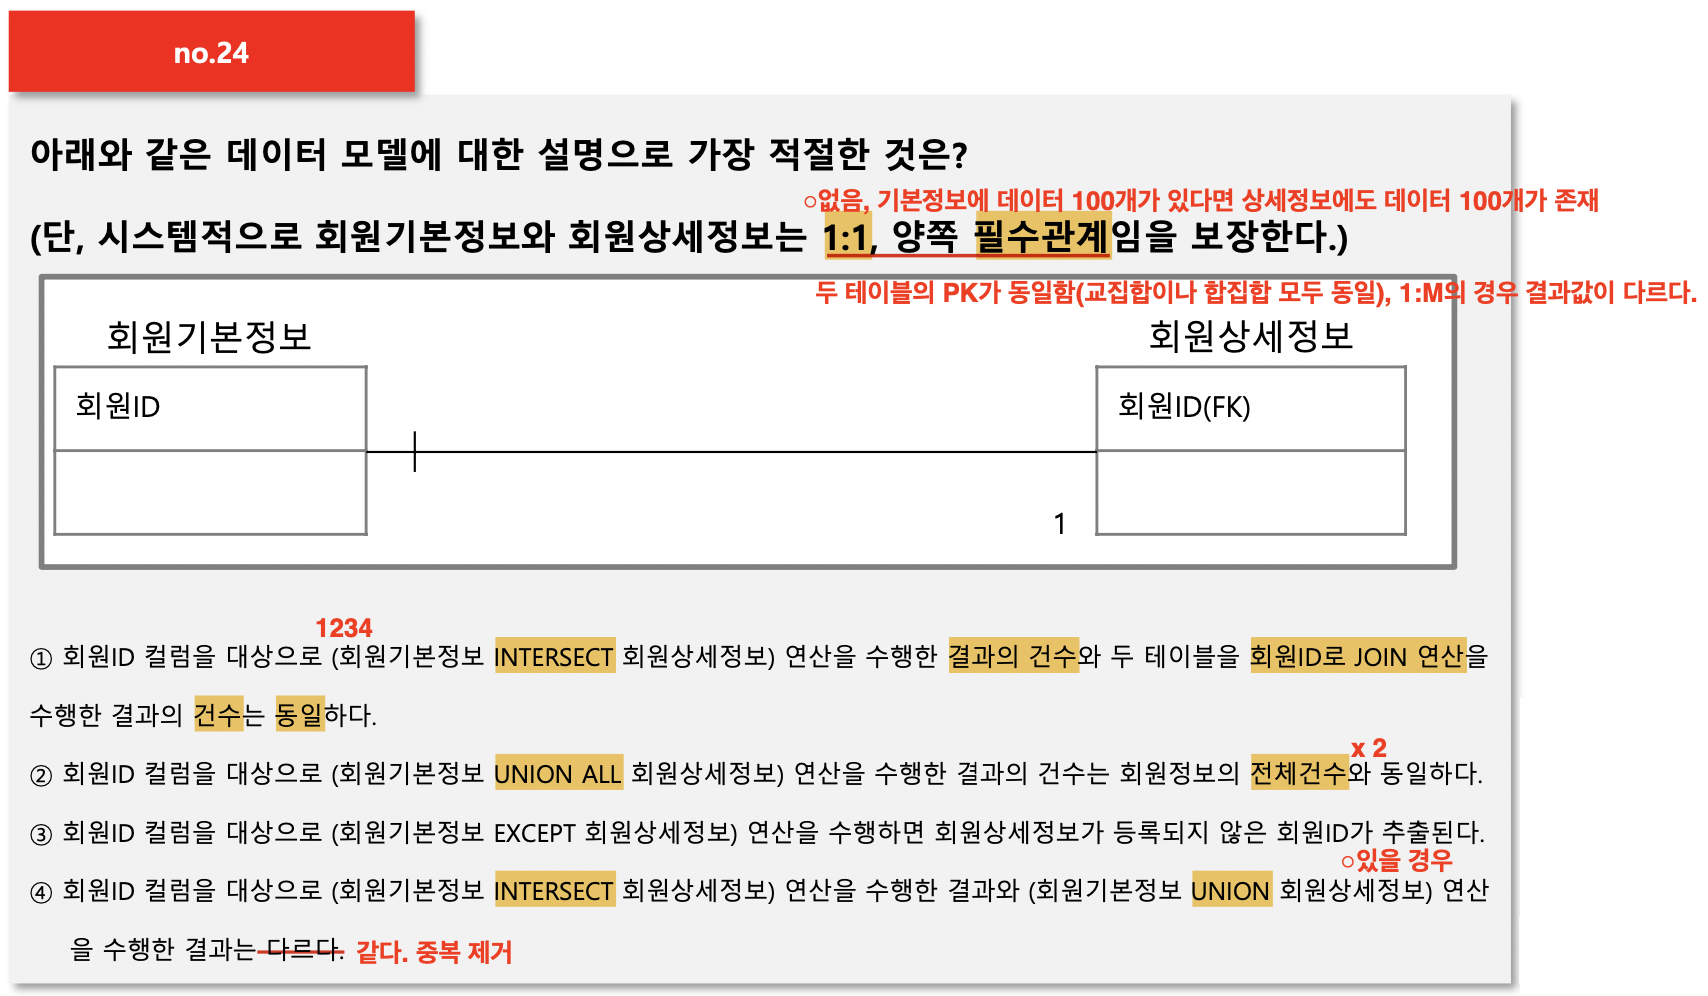 no.24
아래와 같은 데이터 모델에 대한 설명으로 가장 적절한 것은?
○없음, 기본정보에 데이터 100개가 있다면 상세정보에도 데이터 100개가 존재
(단, 시스템적으로 회원기본정보와 회원상세정보는 1:1, 양쪽 필수관계임을 보장한다.)
두 테이블의 PK가 동일함(교집합이나 합집합 모두 동일), 1:M의 경우 결과값이 다르다.
회원기본정보
회원상세정보
회원ID
회원ID(FK)
1
1234
① 회원ID 컬럼을 대상으로 (회원기본정보 INTERSECT 회원상세정보) 연산을 수행한 결과의 건수와 두 테이블을 회원ID로 JOIN 연산을
수행한 결과의 건수는 동일하다.
x 2
② 회원ID 컬럼을 대상으로 (회원기본정보 UNION ALL 회원상세정보) 연산을 수행한 결과의 건수는 회원정보의 전체건수와 동일하다.
③ 회원ID 컬럼을 대상으로 (회원기본정보 EXCEPT 회원상세정보) 연산을 수행하면 회원상세정보가 등록되지 않은 회원ID가 추출된다.
○있을 경우
④ 회원ID 컬럼을 대상으로 (회원기본정보 INTERSECT 회원상세정보) 연산을 수행한 결과와 (회원기본정보 UNION 회원상세정보) 연산
을 수행한 결과는 다르다. 같다. 중복 제거